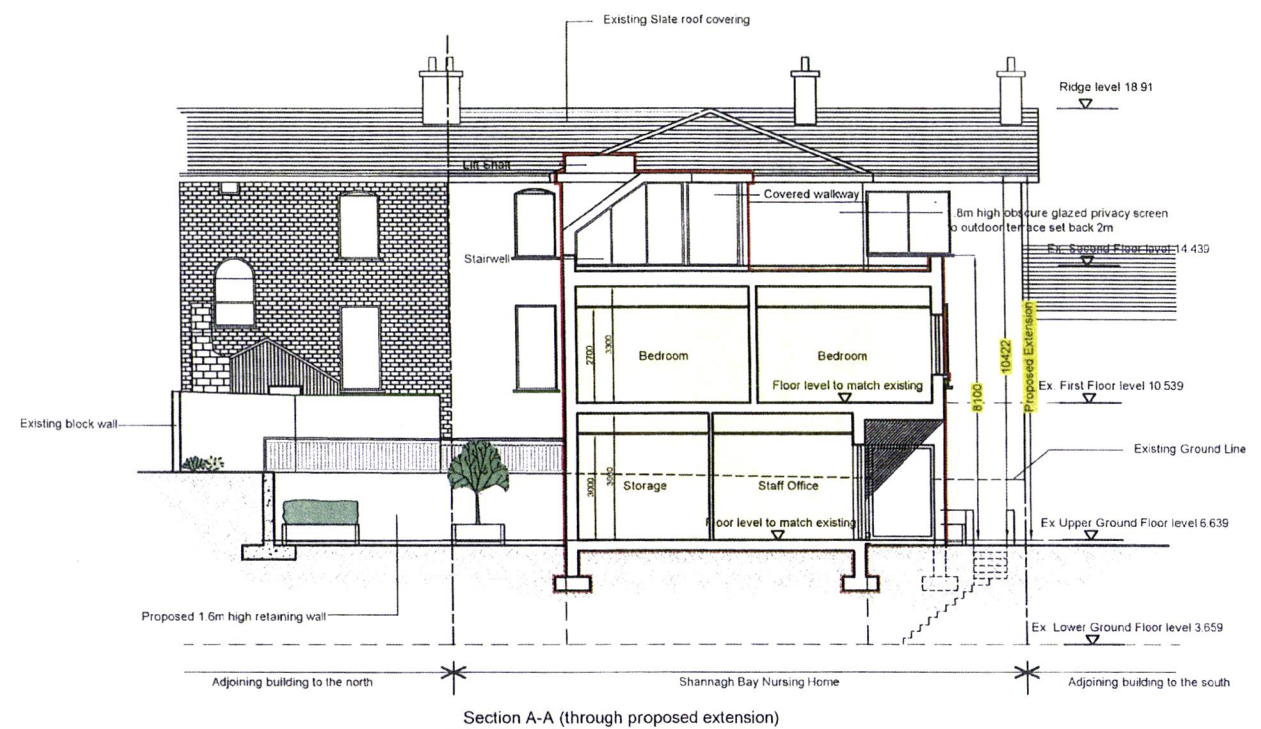 Existing Slate roof covering
Ridge level 18 91
Lift Shaft
Covered walkway
.8m high obscure glazed privacy screen
o outdoor terrace set back 2m
Ex. Second Floor level 14.439
Stairwell
2700
3300
Bedroom
Bedroom
10422
Proposed Extension
Floor level to match existing
8100
Ex. First Floor level 10 539
Existing block wall
Existing Ground Line
3000
Storage
Staff Office
Floor level to match existing
Ex Upper Ground Floor level 6.639
Proposed 1.6m high retaining wall
Ex. Lower Ground Floor level 3.659
Adjoining building to the north
Shannagh Bay Nursing Home
Adjoining building to the south
Section A-A (through proposed extension)